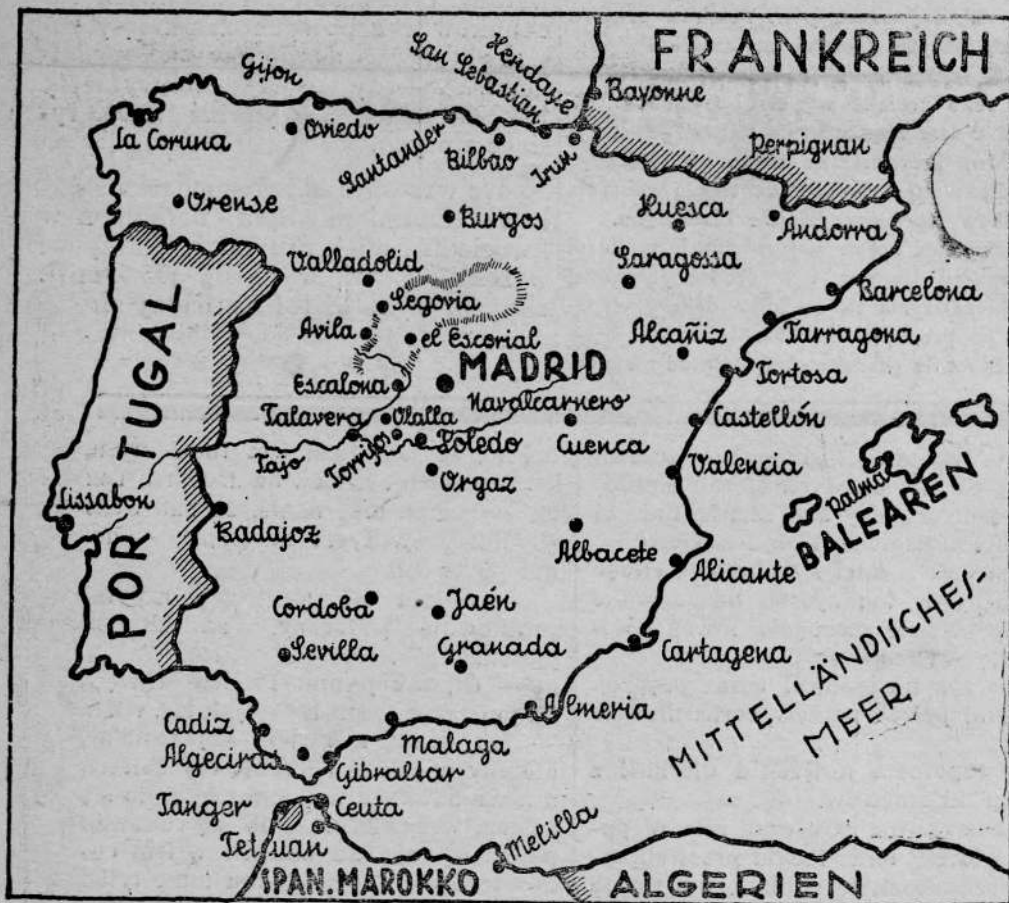 FRANKREICH
Hendaye
San Sebastian
Gijon
Bayonne
La Coruna
Oviedo
Santander
Bilbao
Irun
Perpignan
Orense
Burgos
Huesca
Andorra
Valladolid
Saragossa
Segovia
Barcelona
Avila
el Escorial
Alcañiz
Tarragona
MADRID
Escalona
Tortosa
Navalcarnero
Talavera
Olalla
Castellón
Toledo
Cuenca
Tajo
Torrijos
Valencia
Orgaz
PORTUGAL
Lissabon
Badajoz
Palma
BALEAREN
Albacete
Alicante
Cordoba
Jaén
Sevilla
Granada
Cartagena
MITTELLÄNDISCHES-
MEER
Almeria
Cadiz
Malaga
Algeciras
Gibraltar
Tanger
Ceuta
Tetuan
Melilla
SPAN. MAROKKO
ALGERIEN